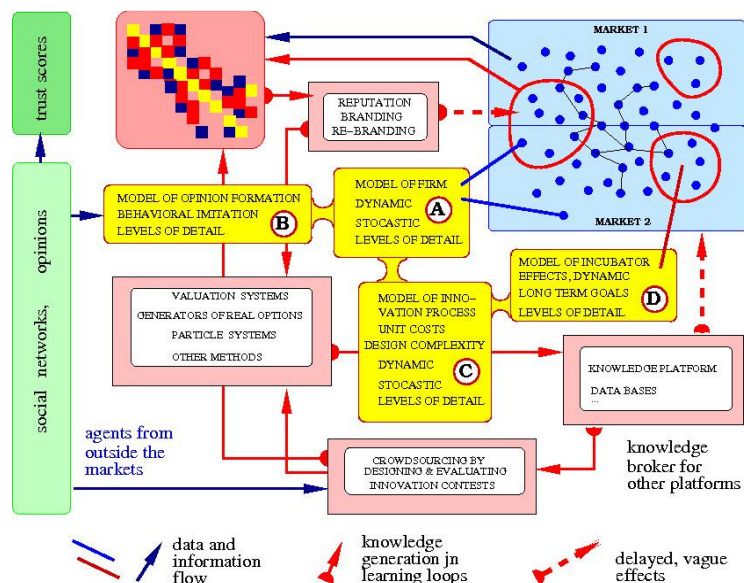 trust scores
social networks, opinions
MARKET 1
MARKET 2
REPUTATION
BRANDING
RE-BRANDING
MODEL OF OPINION FORMATION
BEHAVIORAL IMITATION
LEVELS OF DETAIL
B
MODEL OF FIRM
DYNAMIC
STOCASTIC
LEVELS OF DETAIL
A
VALUATION SYSTEMS
GENERATORS OF REAL OPTIONS
PARTICLE SYSTEMS
OTHER METHODS
MODEL OF INNO-
VATION PROCESS
UNIT COSTS
DESIGN COMPLEXITY
DYNAMIC
STOCASTIC
LEVELS OF DETAIL
C
MODEL OF INCUBATOR
EFFECTS, DYNAMIC
LONG TERM GOALS
LEVELS OF DETAIL
D
KNOWLEDGE PLATFORM
DATA BASES
...
agents from
outside the
markets
CROWDSOURCING BY
DESIGNING & EVALUATING
INNOVATION CONTESTS
knowledge
broker for
other platforms
data and
information
flow
knowledge
generation jn
learning loops
delayed, vague
effects